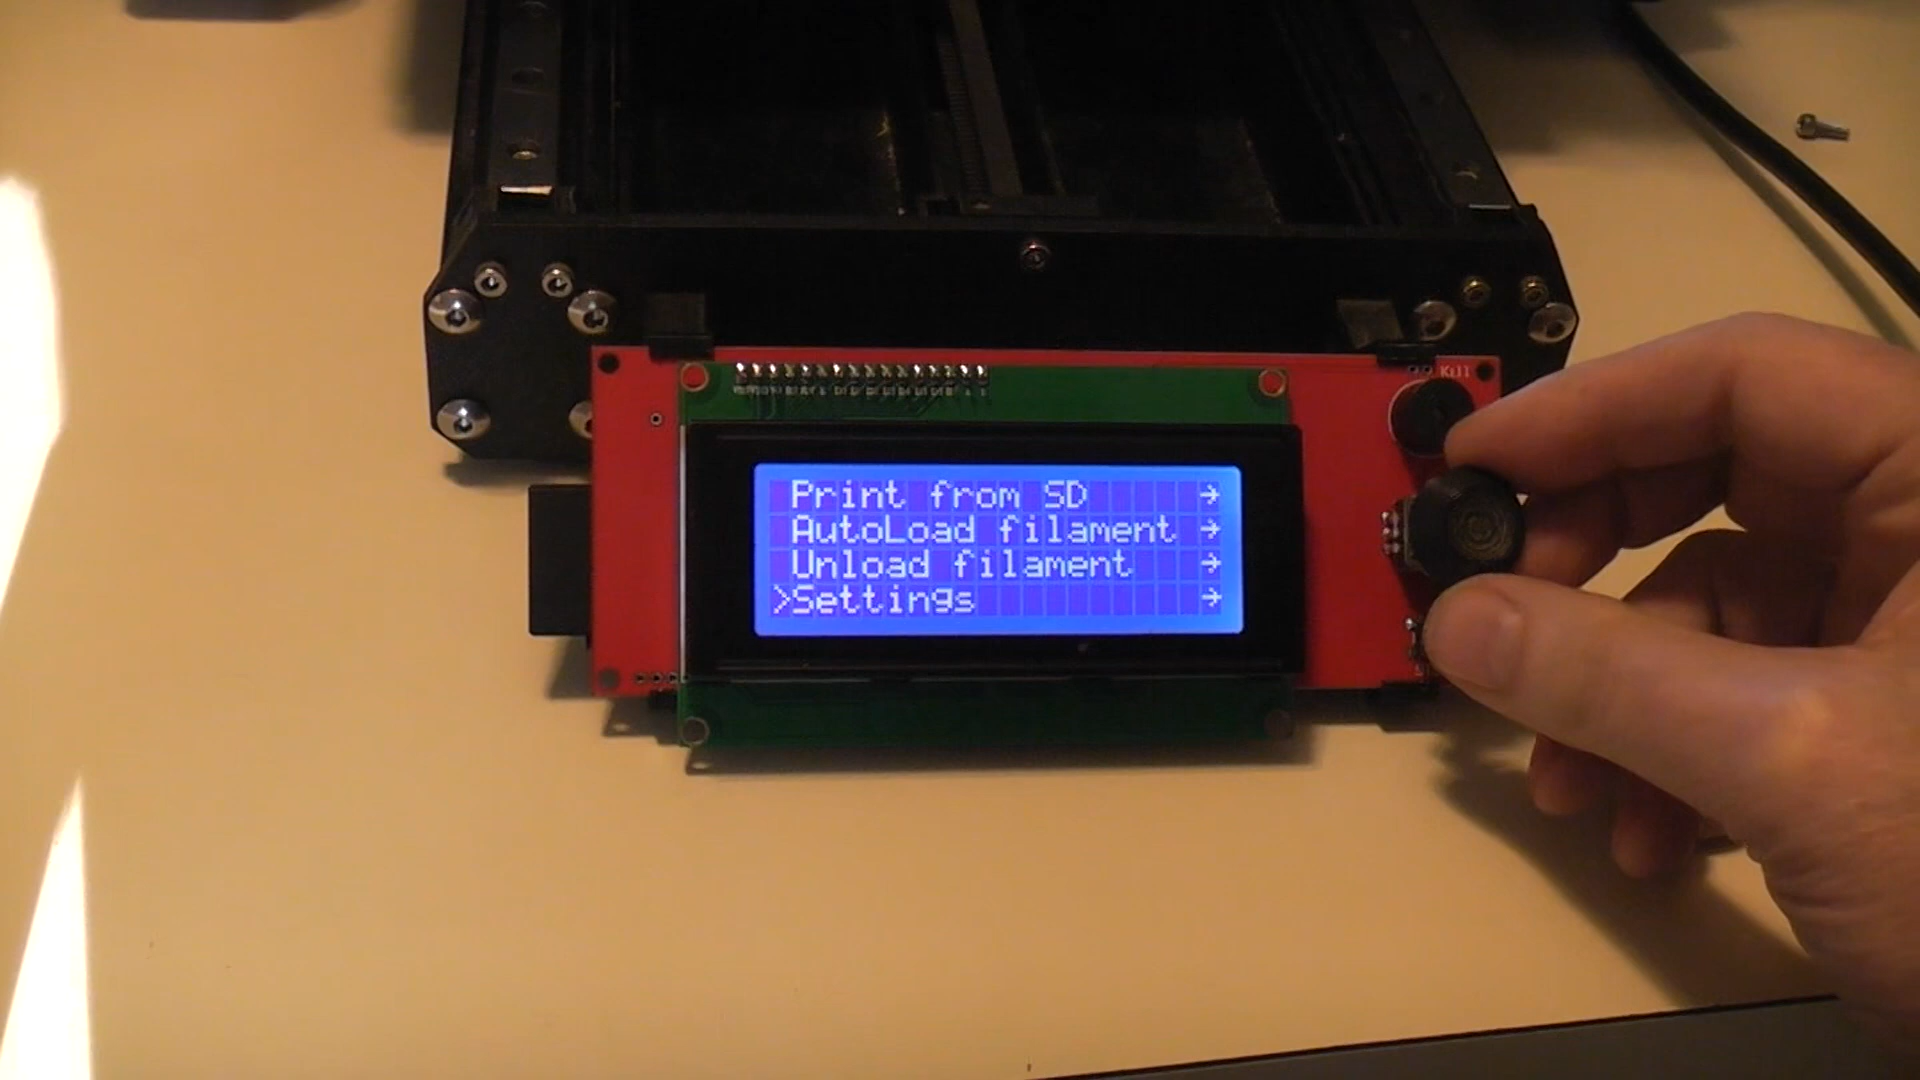 Kill
Print from SD →
AutoLoad filament →
Unload filament →
>Settings →